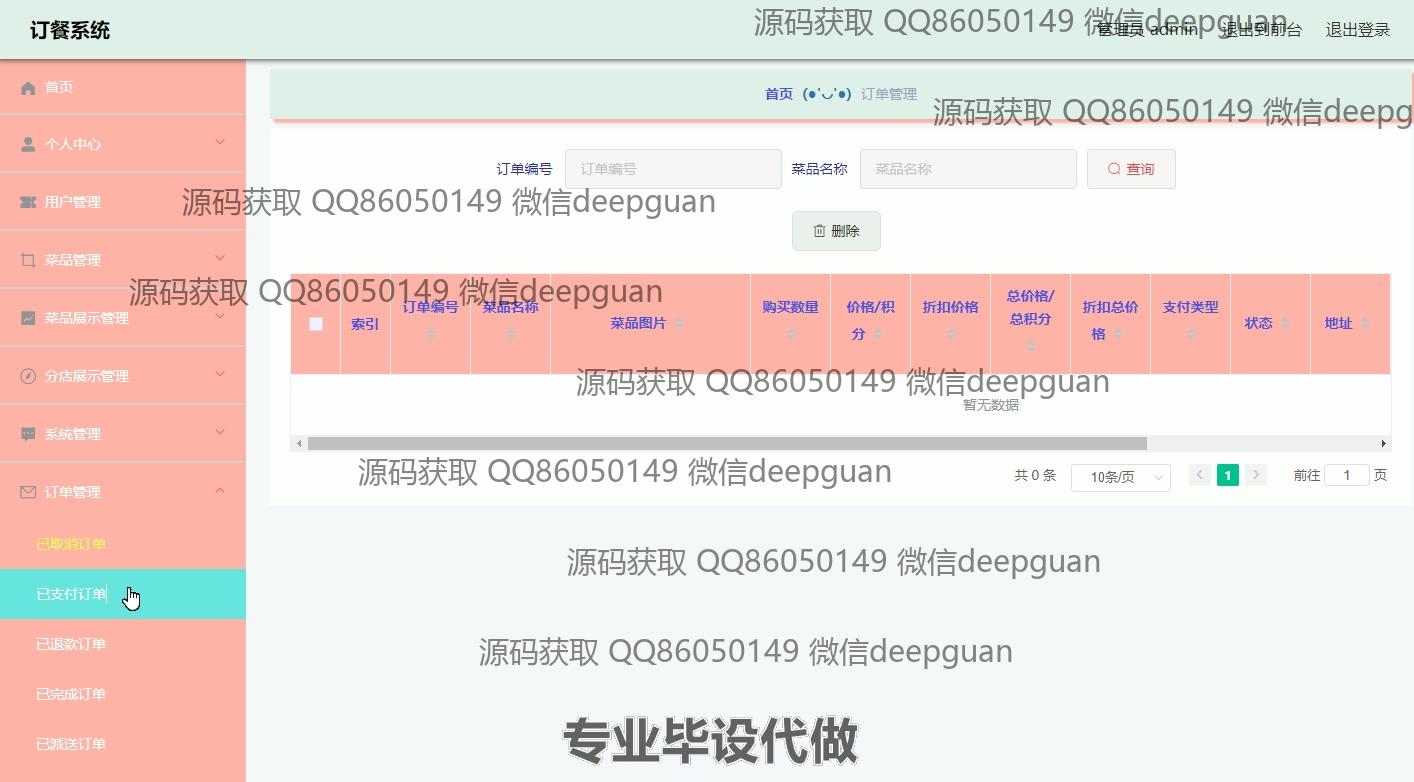 订餐系统
源码获取 QQ86050149 微信deepguan
管理员 admin 退出到前台 退出登录
首页
首页 (●'◡'●) 订单管理
源码获取 QQ86050149 微信deepg
个人中心
订单编号 订单编号 菜品名称 菜品名称 查询
用户管理
源码获取 QQ86050149 微信deepguan
删除
菜品管理
源码获取 QQ86050149 微信deepguan
索引 订单编号 菜品名称 菜品图片 购买数量 价格/积分 折扣价格 总价格/总积分 折扣总价格 支付类型 状态 地址
菜品展示管理
分店展示管理
源码获取 QQ86050149 微信deepguan
暂无数据
系统管理
源码获取 QQ86050149 微信deepguan
共 0 条 10条/页 1 前往 1 页
订单管理
已取消订单
源码获取 QQ86050149 微信deepguan
已支付订单
已退款订单
源码获取 QQ86050149 微信deepguan
已完成订单
已派送订单
专业毕设代做